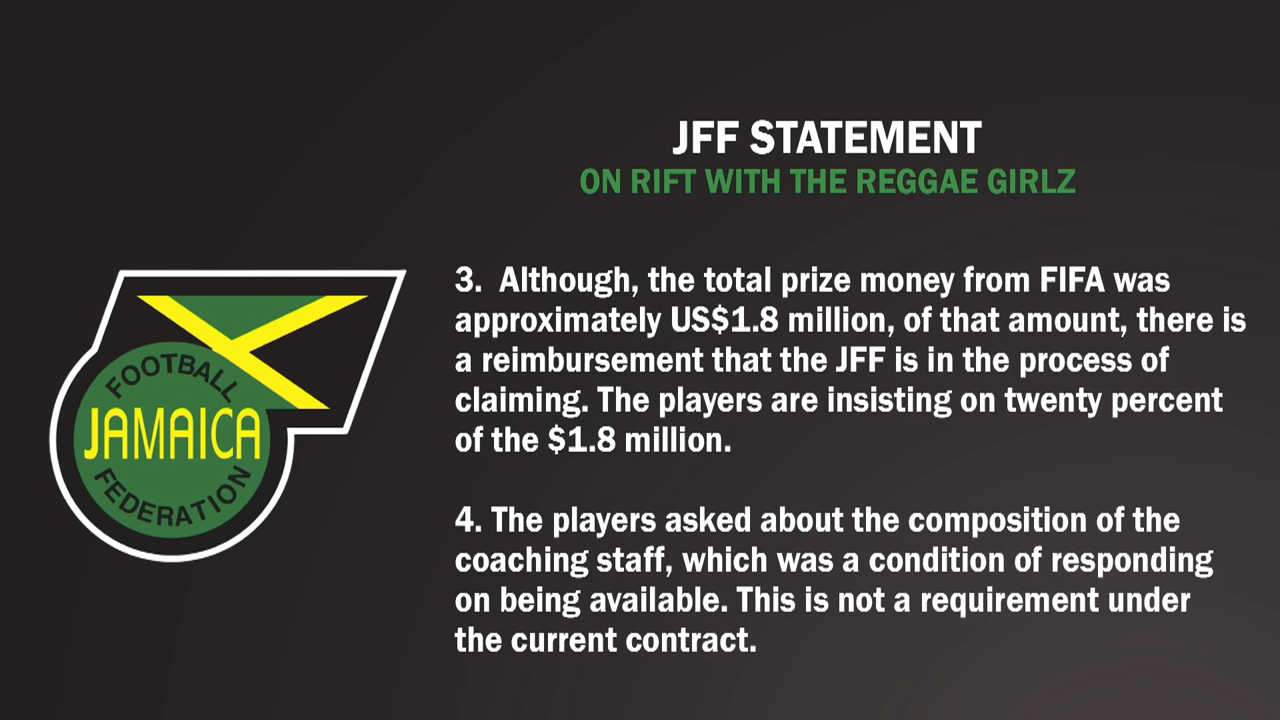 JFF STATEMENT
ON RIFT WITH THE REGGAE GIRLZ
FOOTBALL
JAMAICA
FEDERATION
3.  Although, the total prize money from FIFA was
approximately US$1.8 million, of that amount, there is
a reimbursement that the JFF is in the process of
claiming. The players are insisting on twenty percent
of the $1.8 million.
4. The players asked about the composition of the
coaching staff, which was a condition of responding
on being available. This is not a requirement under
the current contract.